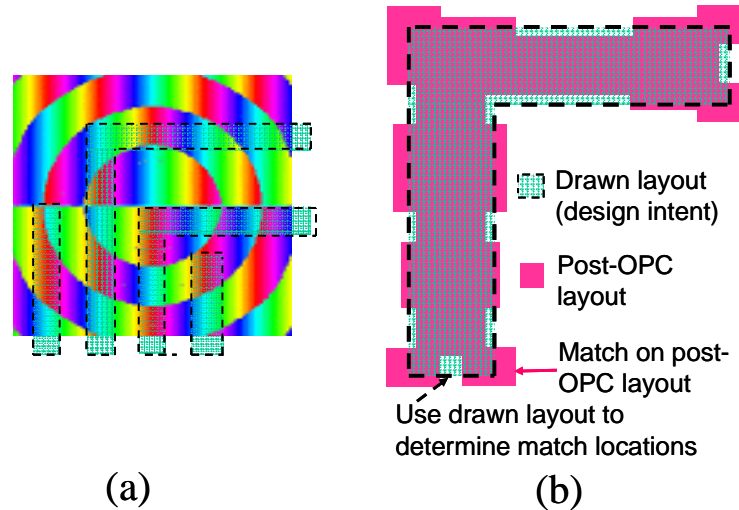 Drawn layout
(design intent)
Post-OPC
layout
Match on post-
OPC layout
Use drawn layout to
determine match locations
(a)
(b)